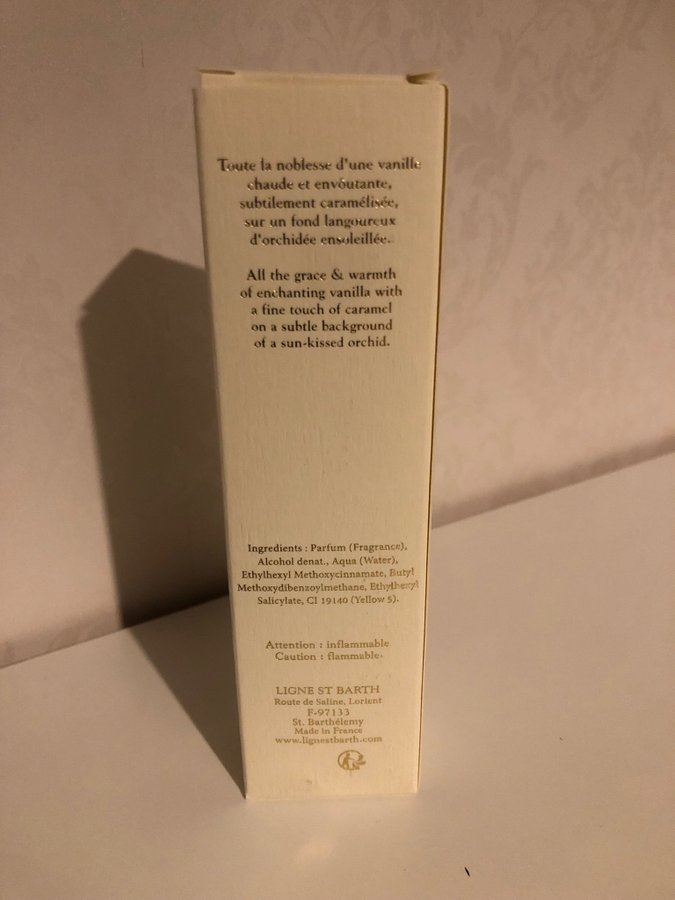 Toute la noblesse d'une vanille
chaude et envoûtante,
subtilement caramélisée,
sur un fond langoureux
d'orchidée ensoleillée.
All the grace & warmth
of enchanting vanilla with
a fine touch of caramel
on a subtle background
of a sun-kissed orchid.
Ingredients : Parfum (Fragrance),
Alcohol denat., Aqua (Water),
Ethylhexyl Methoxycinnamate, Butyl
Methoxydibenzoylmethane, Ethylhexyl
Salicylate, CI 19140 (Yellow 5).
Attention : inflammable
Caution : flammable.
LIGNE ST BARTH
Route de Saline, Lorient
F-97133
St. Barthélemy
Made in France
www.lignestbarth.com